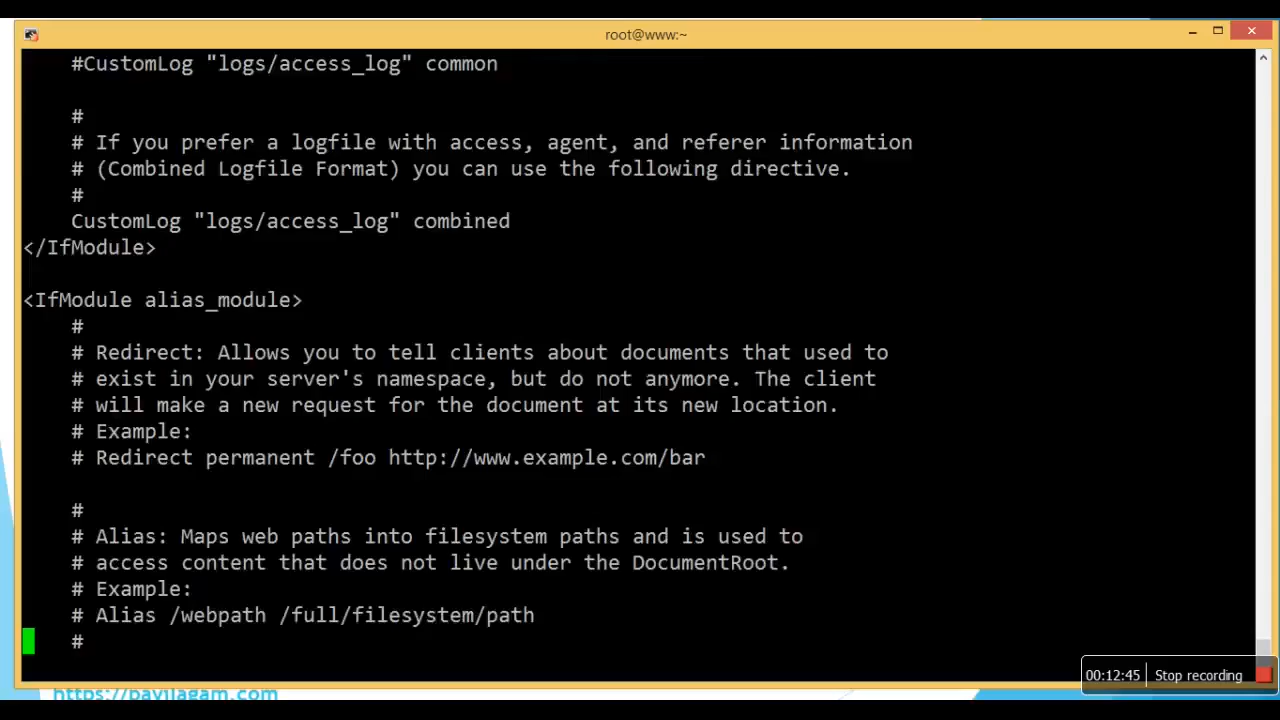 root@www:~
#CustomLog "logs/access_log" common
#
# If you prefer a logfile with access, agent, and referer information
# (Combined Logfile Format) you can use the following directive.
#
CustomLog "logs/access_log" combined
</IfModule>
<IfModule alias_module>
#
# Redirect: Allows you to tell clients about documents that used to
# exist in your server's namespace, but do not anymore. The client
# will make a new request for the document at its new location.
# Example:
# Redirect permanent /foo http://www.example.com/bar
#
# Alias: Maps web paths into filesystem paths and is used to
# access content that does not live under the DocumentRoot.
# Example:
# Alias /webpath /full/filesystem/path
#
00:12:45 Stop recording
https://payilagam.com